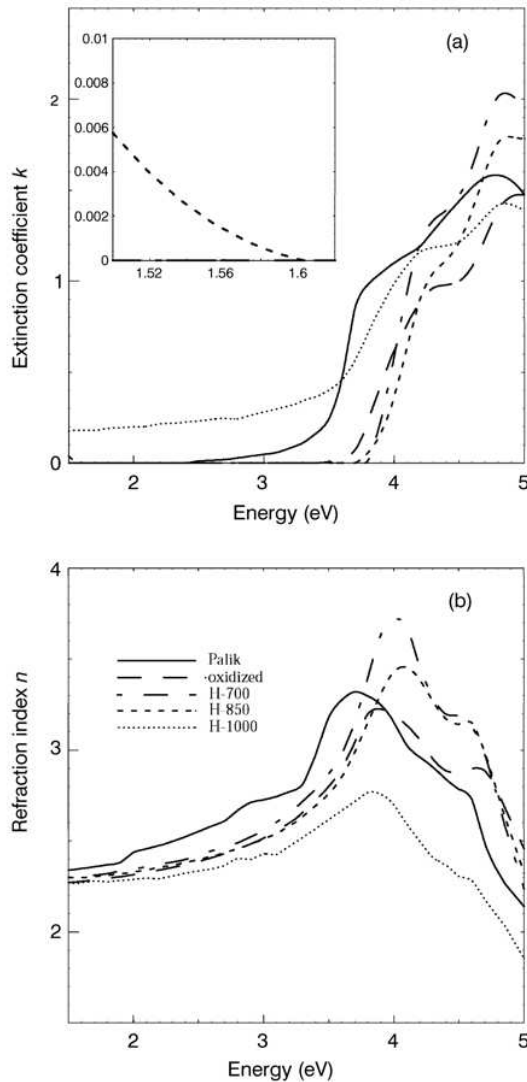 (a)
0.01
0.008
0.006
0.004
0.002
0
1.52
1.56
1.6
2
1
0
Extinction coefficient k
2
3
4
5
Energy (eV)
(b)
4
3
2
Refraction index n
Palik
oxidized
H-700
H-850
H-1000
2
3
4
5
Energy (eV)